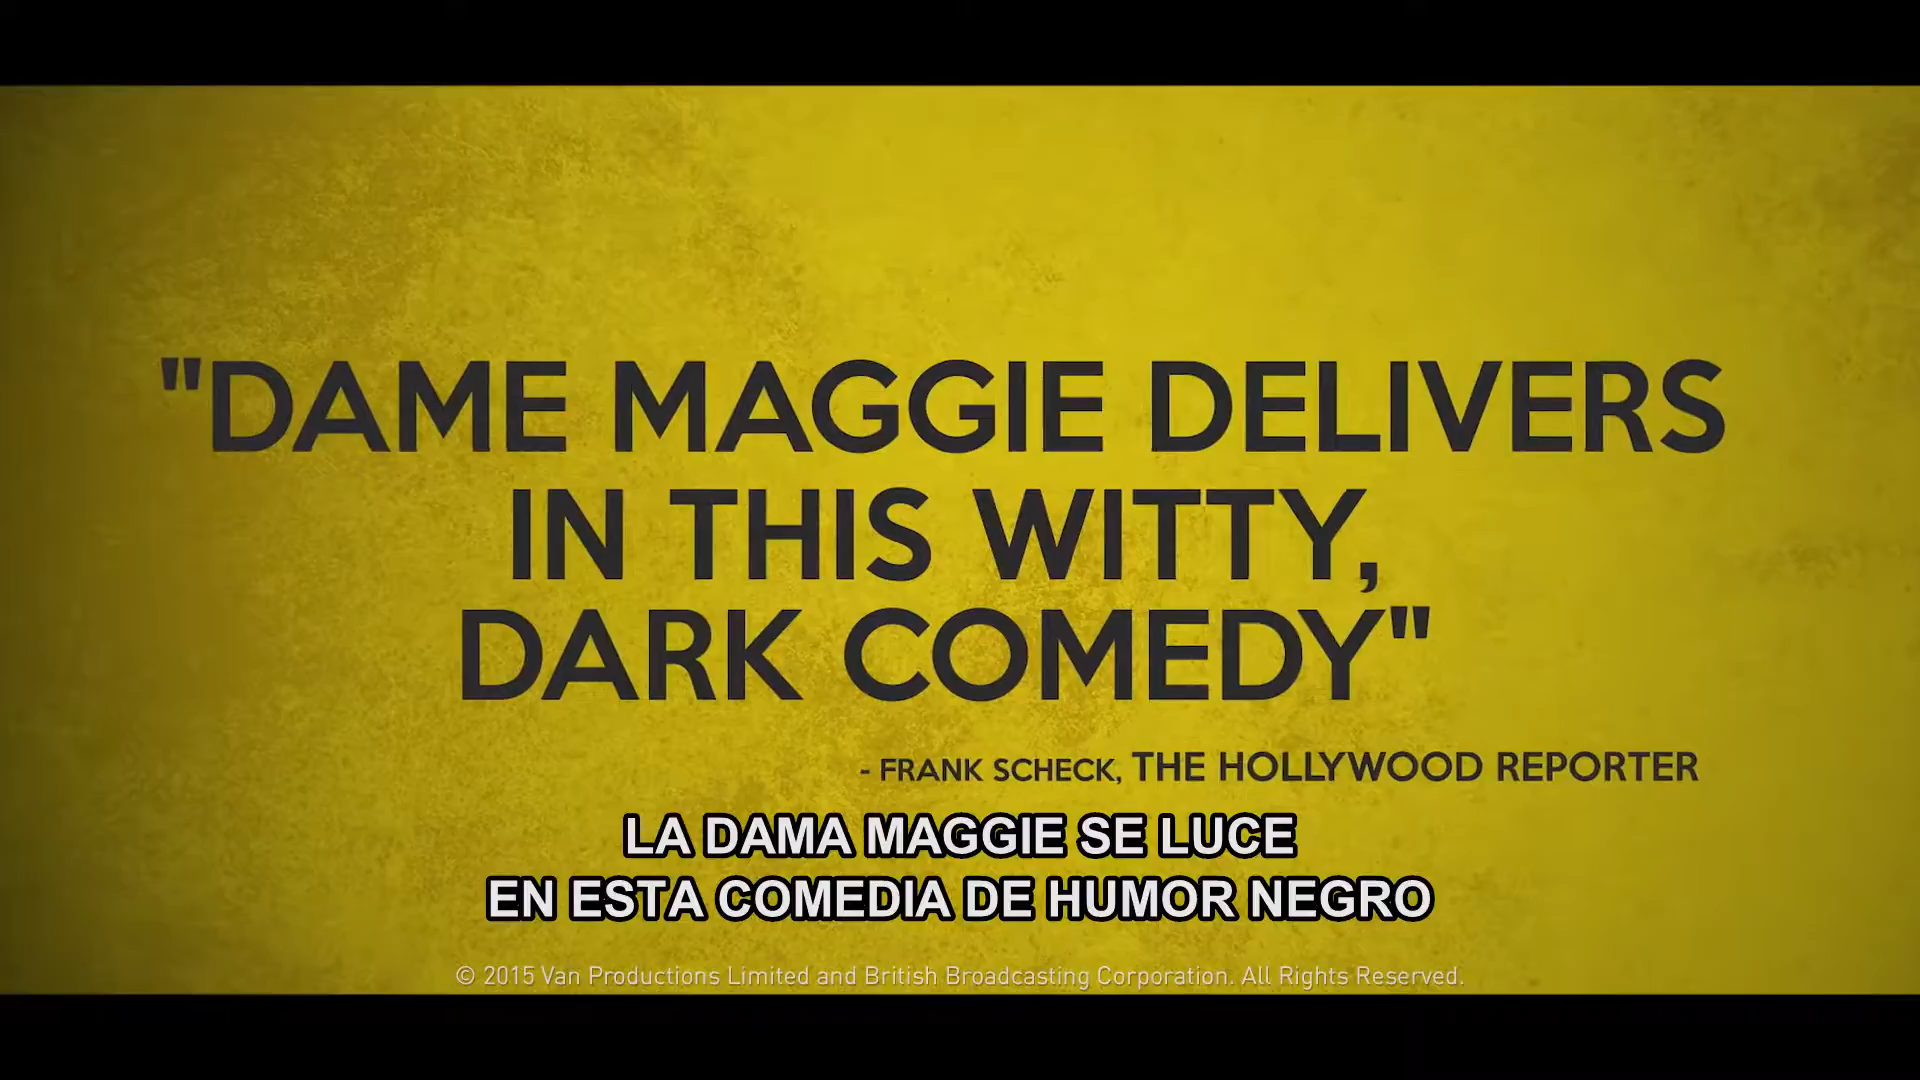 "DAME MAGGIE DELIVERS
IN THIS WITTY,
DARK COMEDY"
- FRANK SCHECK, THE HOLLYWOOD REPORTER
LA DAMA MAGGIE SE LUCE
EN ESTA COMEDIA DE HUMOR NEGRO
© 2015 Van Productions Limited and British Broadcasting Corporation. All Rights Reserved.